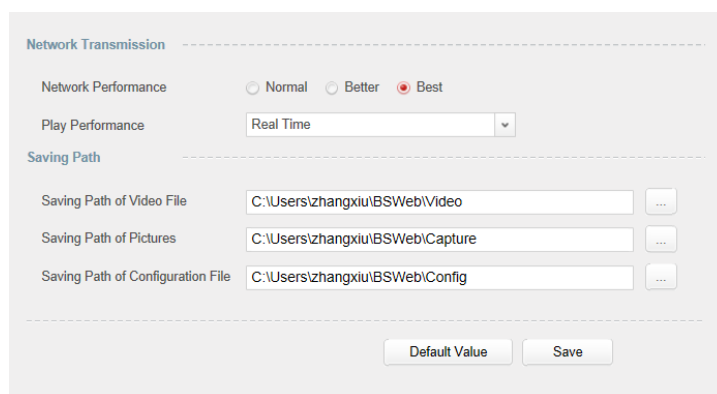 Network Transmission
Network Performance Normal Better Best
Play Performance Real Time
Saving Path
Saving Path of Video File C:\Users\zhangxiu\BSWeb\Video ...
Saving Path of Pictures C:\Users\zhangxiu\BSWeb\Capture ...
Saving Path of Configuration File C:\Users\zhangxiu\BSWeb\Config ...
Default Value Save